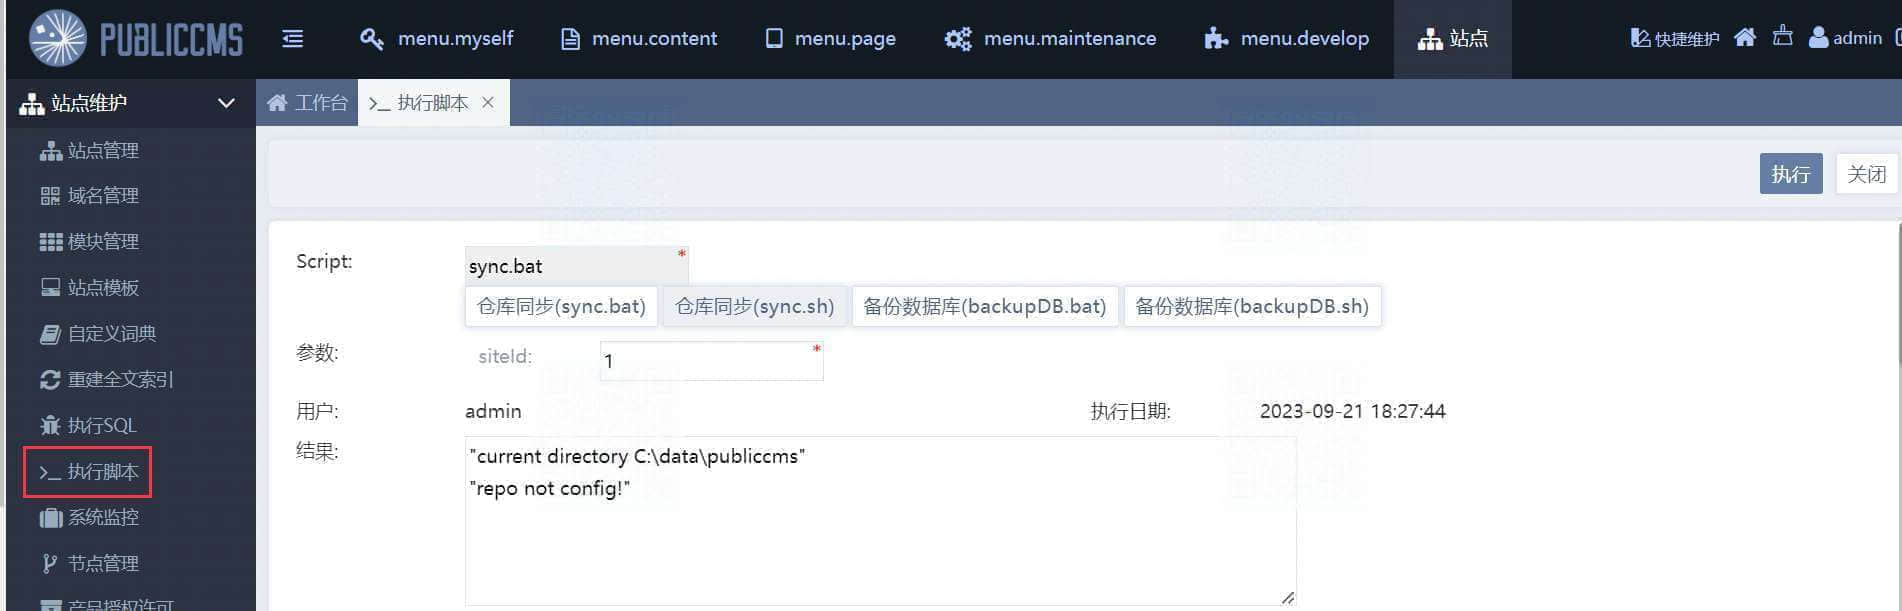 PUBLICCMS
menu.myself
menu.content
menu.page
menu.maintenance
menu.develop
站点
快捷维护
admin
站点维护
工作台
执行脚本
站点管理
域名管理
模块管理
站点模板
自定义词典
重建全文索引
执行SQL
执行脚本
系统监控
节点管理
产品授权许可
执行
关闭
Script:
sync.bat
*
仓库同步(sync.bat)
仓库同步(sync.sh)
备份数据库(backupDB.bat)
备份数据库(backupDB.sh)
参数:
siteId:
1
*
用户:
admin
执行日期:
2023-09-21 18:27:44
结果:
"current directory C:\data\publiccms"
"repo not config!"